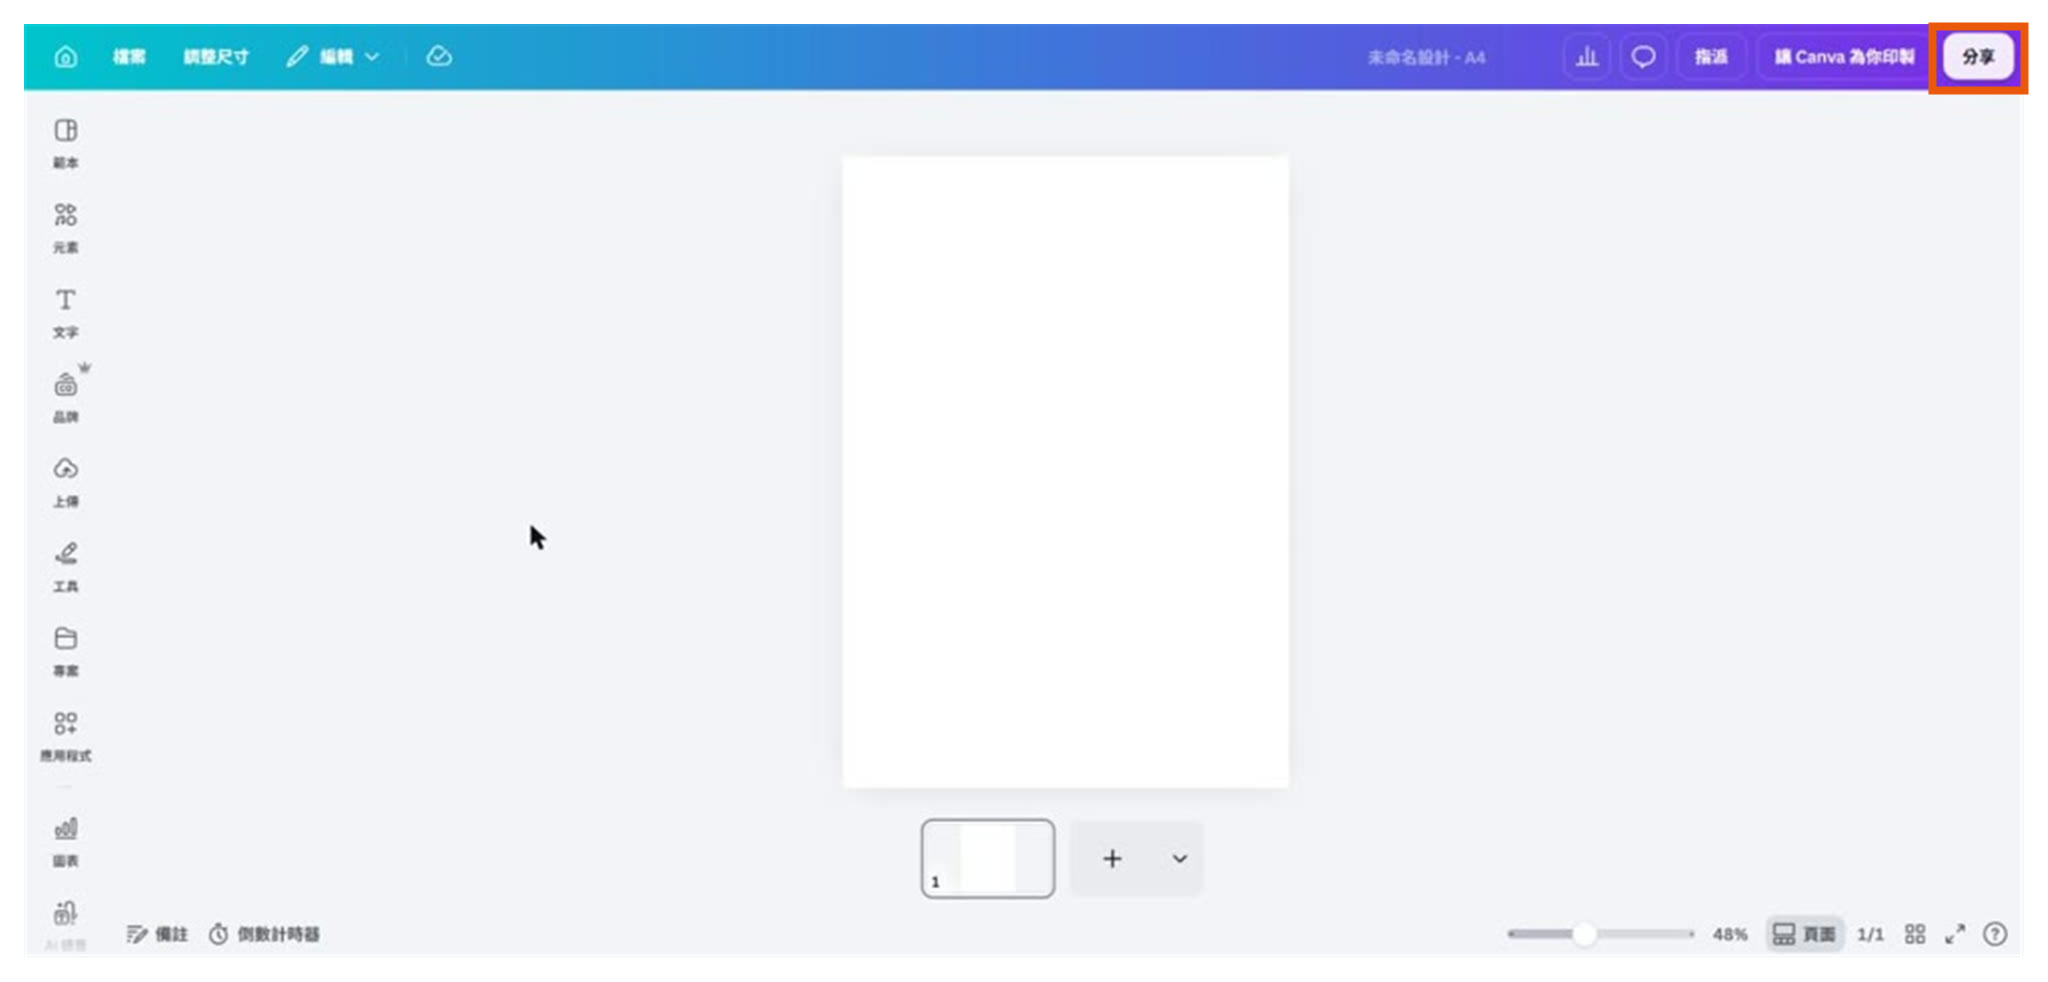 檔案 調整尺寸 編輯 未命名設計 - A4 指派 讓 Canva 為你印製 分享
範本
元素
文字
品牌
上傳
工具
專案
應用程式
圖表
1
備註 倒數計時器 48% 頁面 1/1